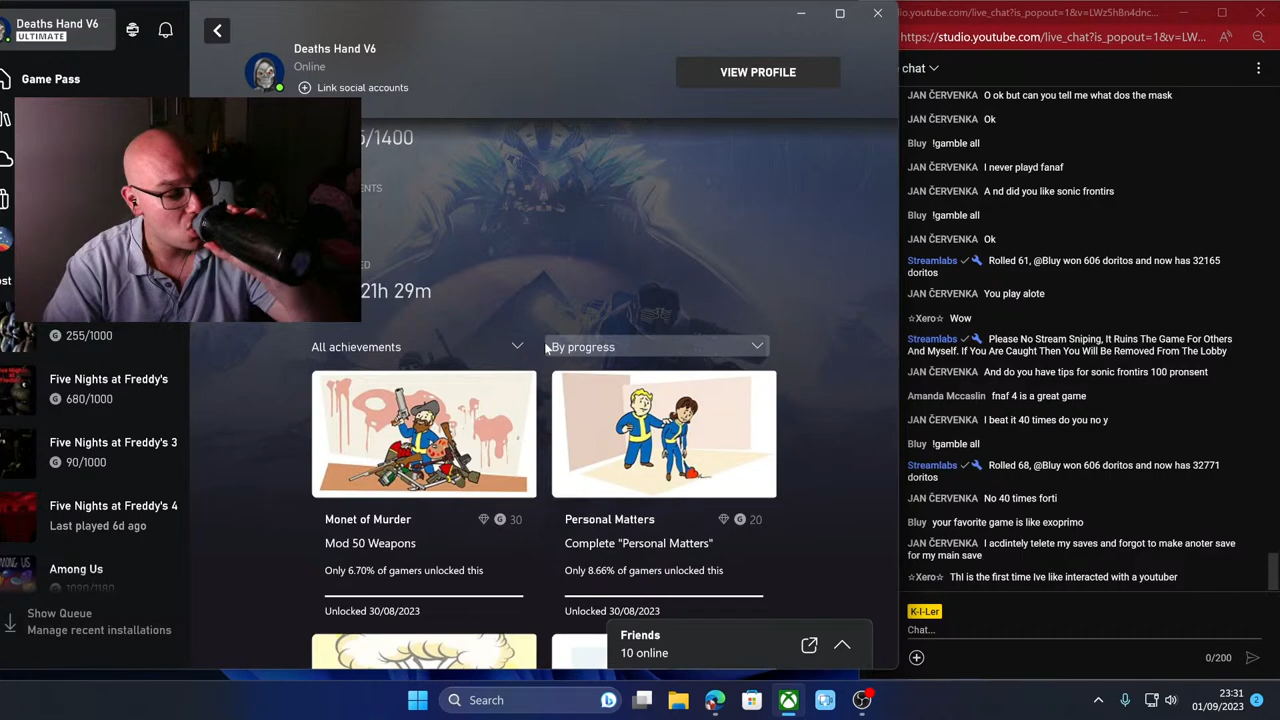 Deaths Hand V6
ULTIMATE
Game Pass
255/1000
Five Nights at Freddy's
680/1000
Five Nights at Freddy's 3
90/1000
Five Nights at Freddy's 4
Last played 6d ago
Among Us
Show Queue
Manage recent installations
Deaths Hand V6
Online
Link social accounts
VIEW PROFILE
/1400
21h 29m
All achievements
By progress
Monet of Murder
G 30
Mod 50 Weapons
Only 6.70% of gamers unlocked this
Unlocked 30/08/2023
Personal Matters
G 20
Complete "Personal Matters"
Only 8.66% of gamers unlocked this
Unlocked 30/08/2023
Friends
10 online
dio.youtube.com/live_chat?is_popout=1&v=LWz5h8n4dnc...
https://studio.youtube.com/live_chat?is_popout=1&v=LW...
chat
JAN ČERVENKA O ok but can you tell me what dos the mask
JAN ČERVENKA Ok
Bluy !gamble all
JAN ČERVENKA I never playd fanaf
JAN ČERVENKA A nd did you like sonic frontirs
Bluy !gamble all
JAN ČERVENKA Ok
Streamlabs Rolled 61, @Bluy won 606 doritos and now has 32165
doritos
JAN ČERVENKA You play alote
☆Xero☆ Wow
Streamlabs Please No Stream Sniping, It Ruins The Game For Others
And Myself. If You Are Caught Then You Will Be Removed From The Lobby
JAN ČERVENKA And do you have tips for sonic frontirs 100 pronsent
Amanda Mccaslin fnaf 4 is a great game
JAN ČERVENKA I beat it 40 times do you no y
Bluy !gamble all
Streamlabs Rolled 68, @Bluy won 606 doritos and now has 32771
doritos
JAN ČERVENKA No 40 times forti
Bluy your favorite game is like exoprimo
JAN ČERVENKA I acdintely telete my saves and forgot to make anoter save
for my main save
☆Xero☆ ThI is the first time Ive like interacted with a youtuber
K-I-Ler
Chat...
0/200
Search
23:31
01/09/2023
2